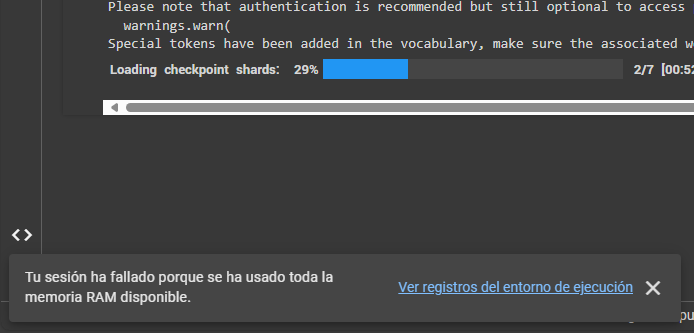 Please note that authentication is recommended but still optional to access
warnings.warn(
Special tokens have been added in the vocabulary, make sure the associated
Loading checkpoint shards: 29% 2/7 [00:52
<>
Tu sesión ha fallado porque se ha usado toda la
memoria RAM disponible.
Ver registros del entorno de ejecución